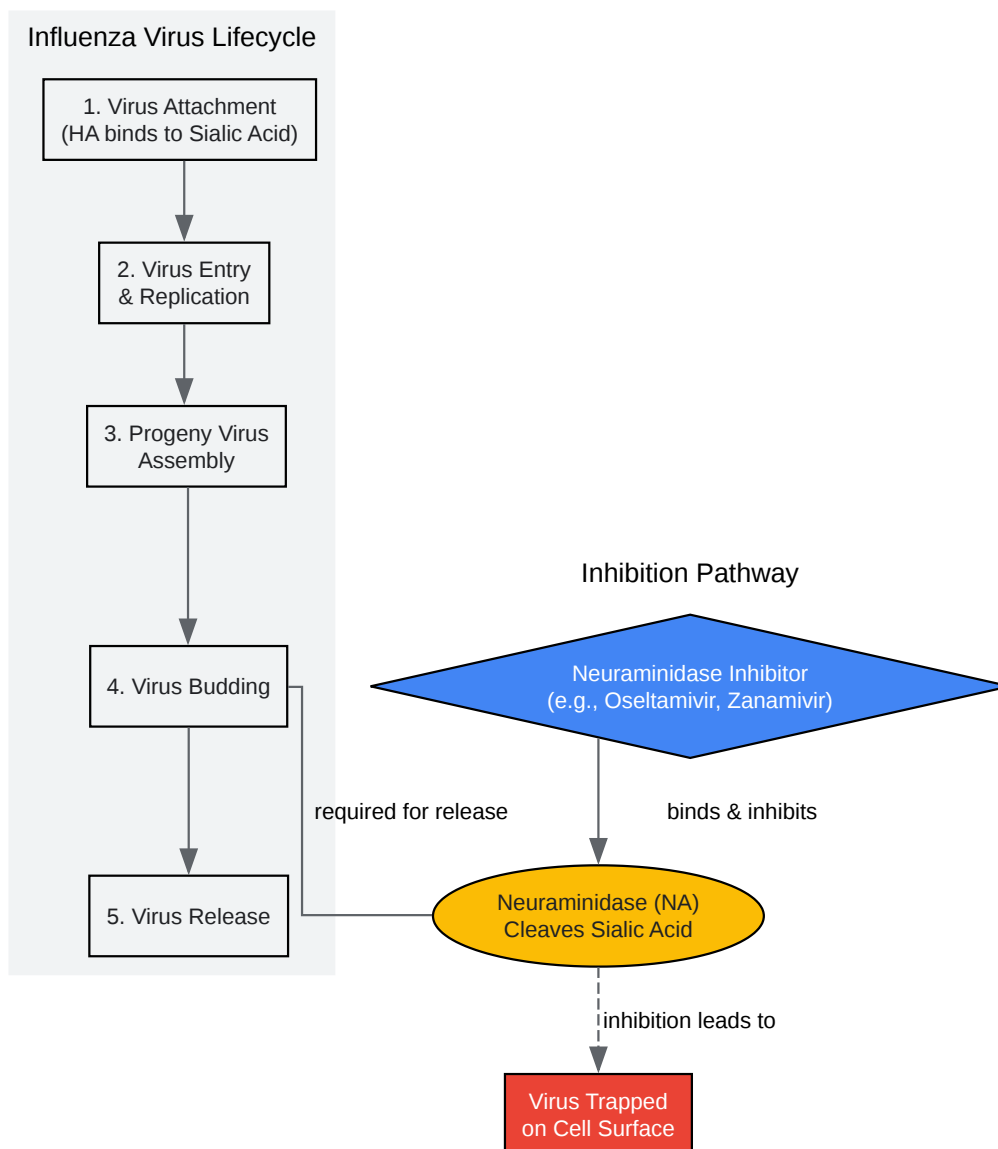 Influenza Virus Lifecycle
1. Virus Attachment
(HA binds to Sialic Acid)
2. Virus Entry
& Replication
3. Progeny Virus
Assembly
4. Virus Budding
5. Virus Release
Inhibition Pathway
Neuraminidase Inhibitor
(e.g., Oseltamivir, Zanamivir)
required for release
binds & inhibits
Neuraminidase (NA)
Cleaves Sialic Acid
inhibition leads to
Virus Trapped
on Cell Surface